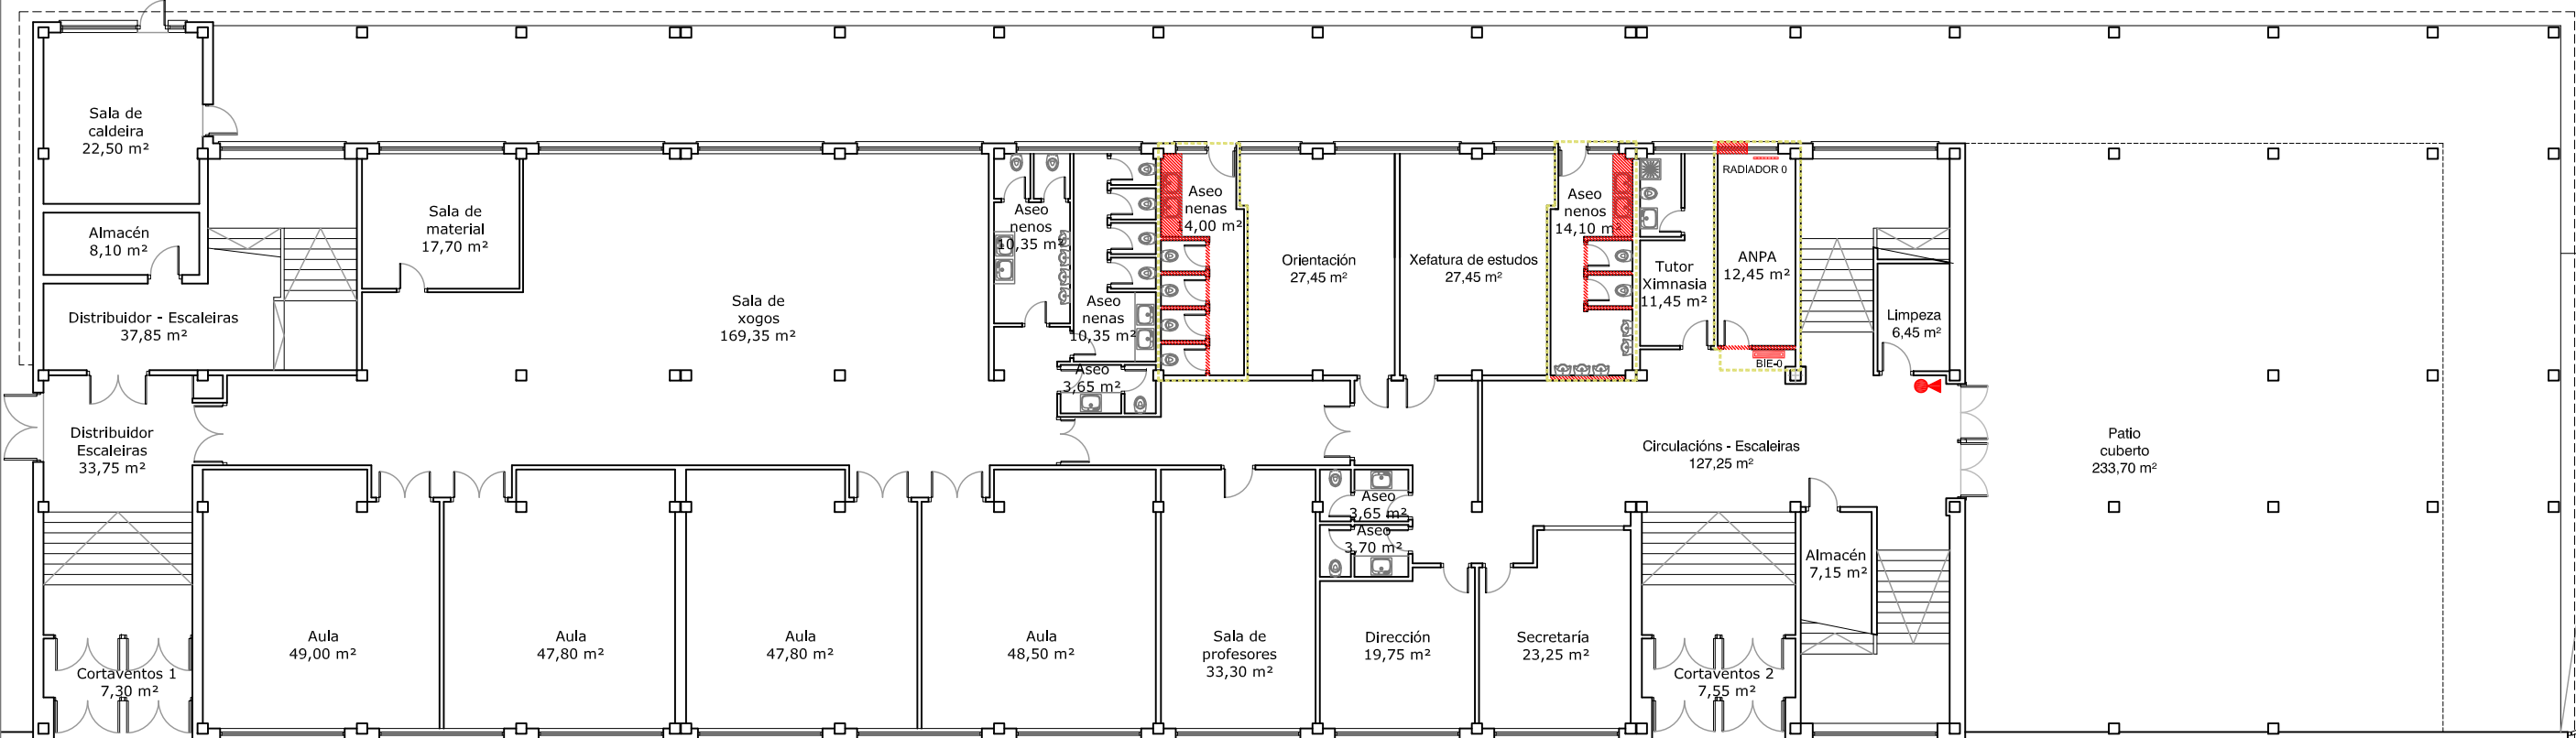 Sala de
caldeira
22,50 m²
Almacén
8,10 m²
Distribuidor - Escaleiras
37,85 m²
Distribuidor
Escaleiras
33,75 m²
Cortaventos 1
7,30 m²
Sala de
material
17,70 m²
Sala de
xogos
169,35 m²
Aseo
nenos
10,35 m²
Aseo
nenas
10,35 m²
Aseo
3,65 m²
Aseo
nenas
14,00 m²
Orientación
27,45 m²
Xefatura de estudos
27,45 m²
Aseo
nenos
14,10 m²
Tutor
Ximnasia
11,45 m²
RADIADOR 0
ANPA
12,45 m²
BIE-0
Limpeza
6,45 m²
Circulacións - Escaleiras
127,25 m²
Patio
cuberto
233,70 m²
Aula
49,00 m²
Aula
47,80 m²
Aula
47,80 m²
Aula
48,50 m²
Sala de
profesores
33,30 m²
Aseo
3,65 m²
Aseo
3,70 m²
Dirección
19,75 m²
Secretaría
23,25 m²
Cortaventos 2
7,55 m²
Almacén
7,15 m²